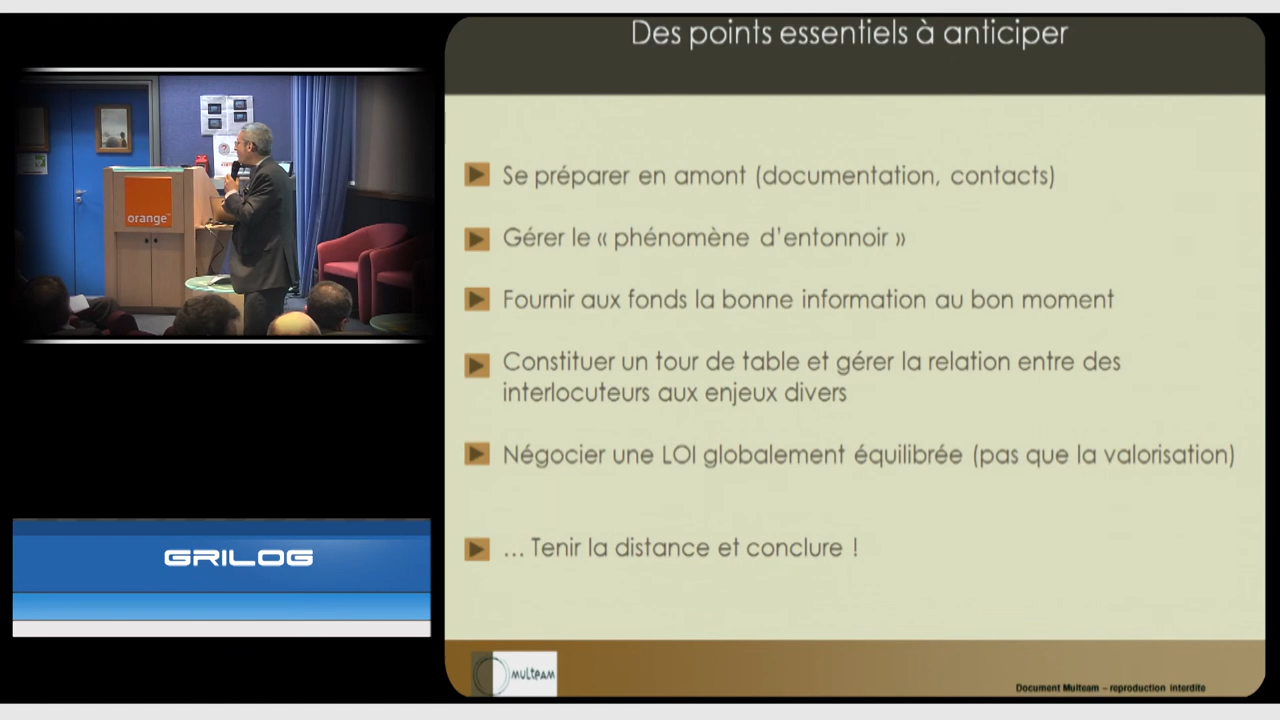 Des points essentiels à anticiper
Se préparer en amont (documentation, contacts)
Gérer le « phénomène d'entonnoir »
Fournir aux fonds la bonne information au bon moment
Constituer un tour de table et gérer la relation entre des
interlocuteurs aux enjeux divers
Négocier une LOI globalement équilibrée (pas que la valorisation)
... Tenir la distance et conclure !
orange™
GRILOG
MULTEAM
Document Multeam – reproduction interdite